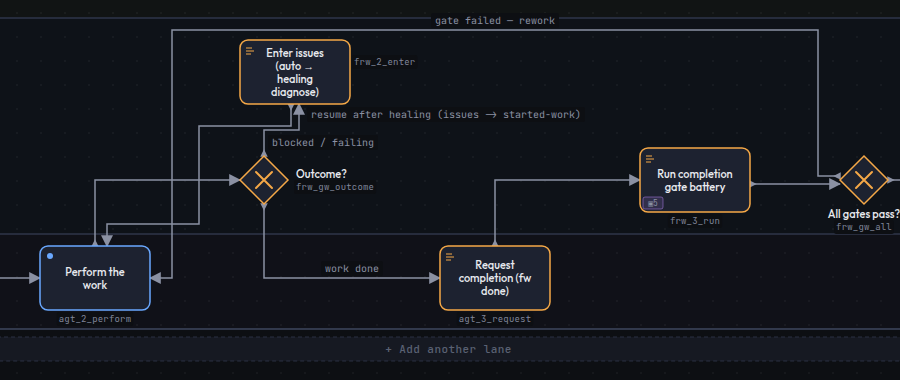 gate failed — rework
Enter issues
(auto →
healing
diagnose)
frw_2_enter
resume after healing (issues → started-work)
blocked / failing
Outcome?
frw_gw_outcome
Run completion
gate battery
frw_3_run
All gates pass?
frw_gw_all
Perform the
work
agt_2_perform
work done
Request
completion (fw
done)
agt_3_request
+ Add another lane